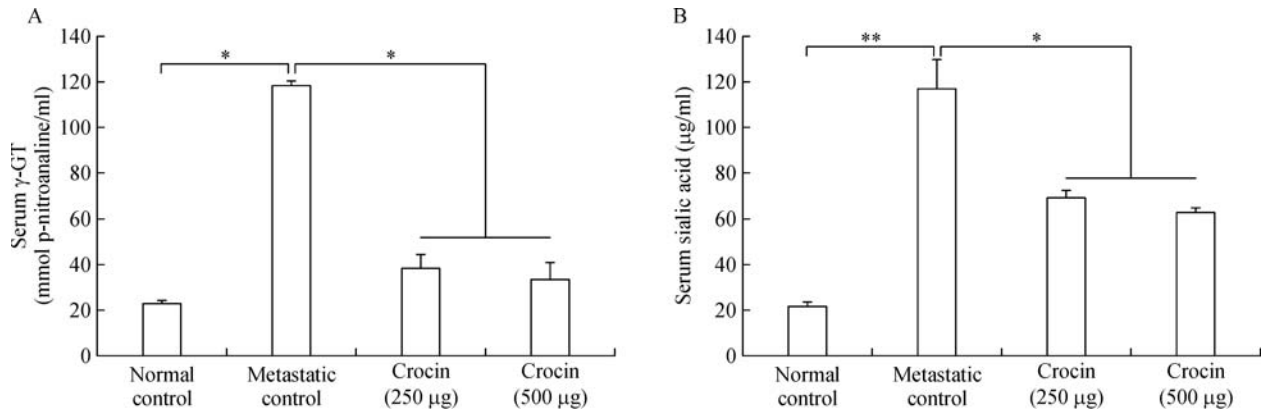 A
Serum γ-GT
(mmol p-nitroanaline/ml)
140
120
100
80
60
40
20
0
*
*
Normal
control
Metastatic
control
Crocin
(250 μg)
Crocin
(500 μg)
B
Serum sialic acid (μg/ml)
140
120
100
80
60
40
20
0
**
*
Normal
control
Metastatic
control
Crocin
(250 μg)
Crocin
(500 μg)